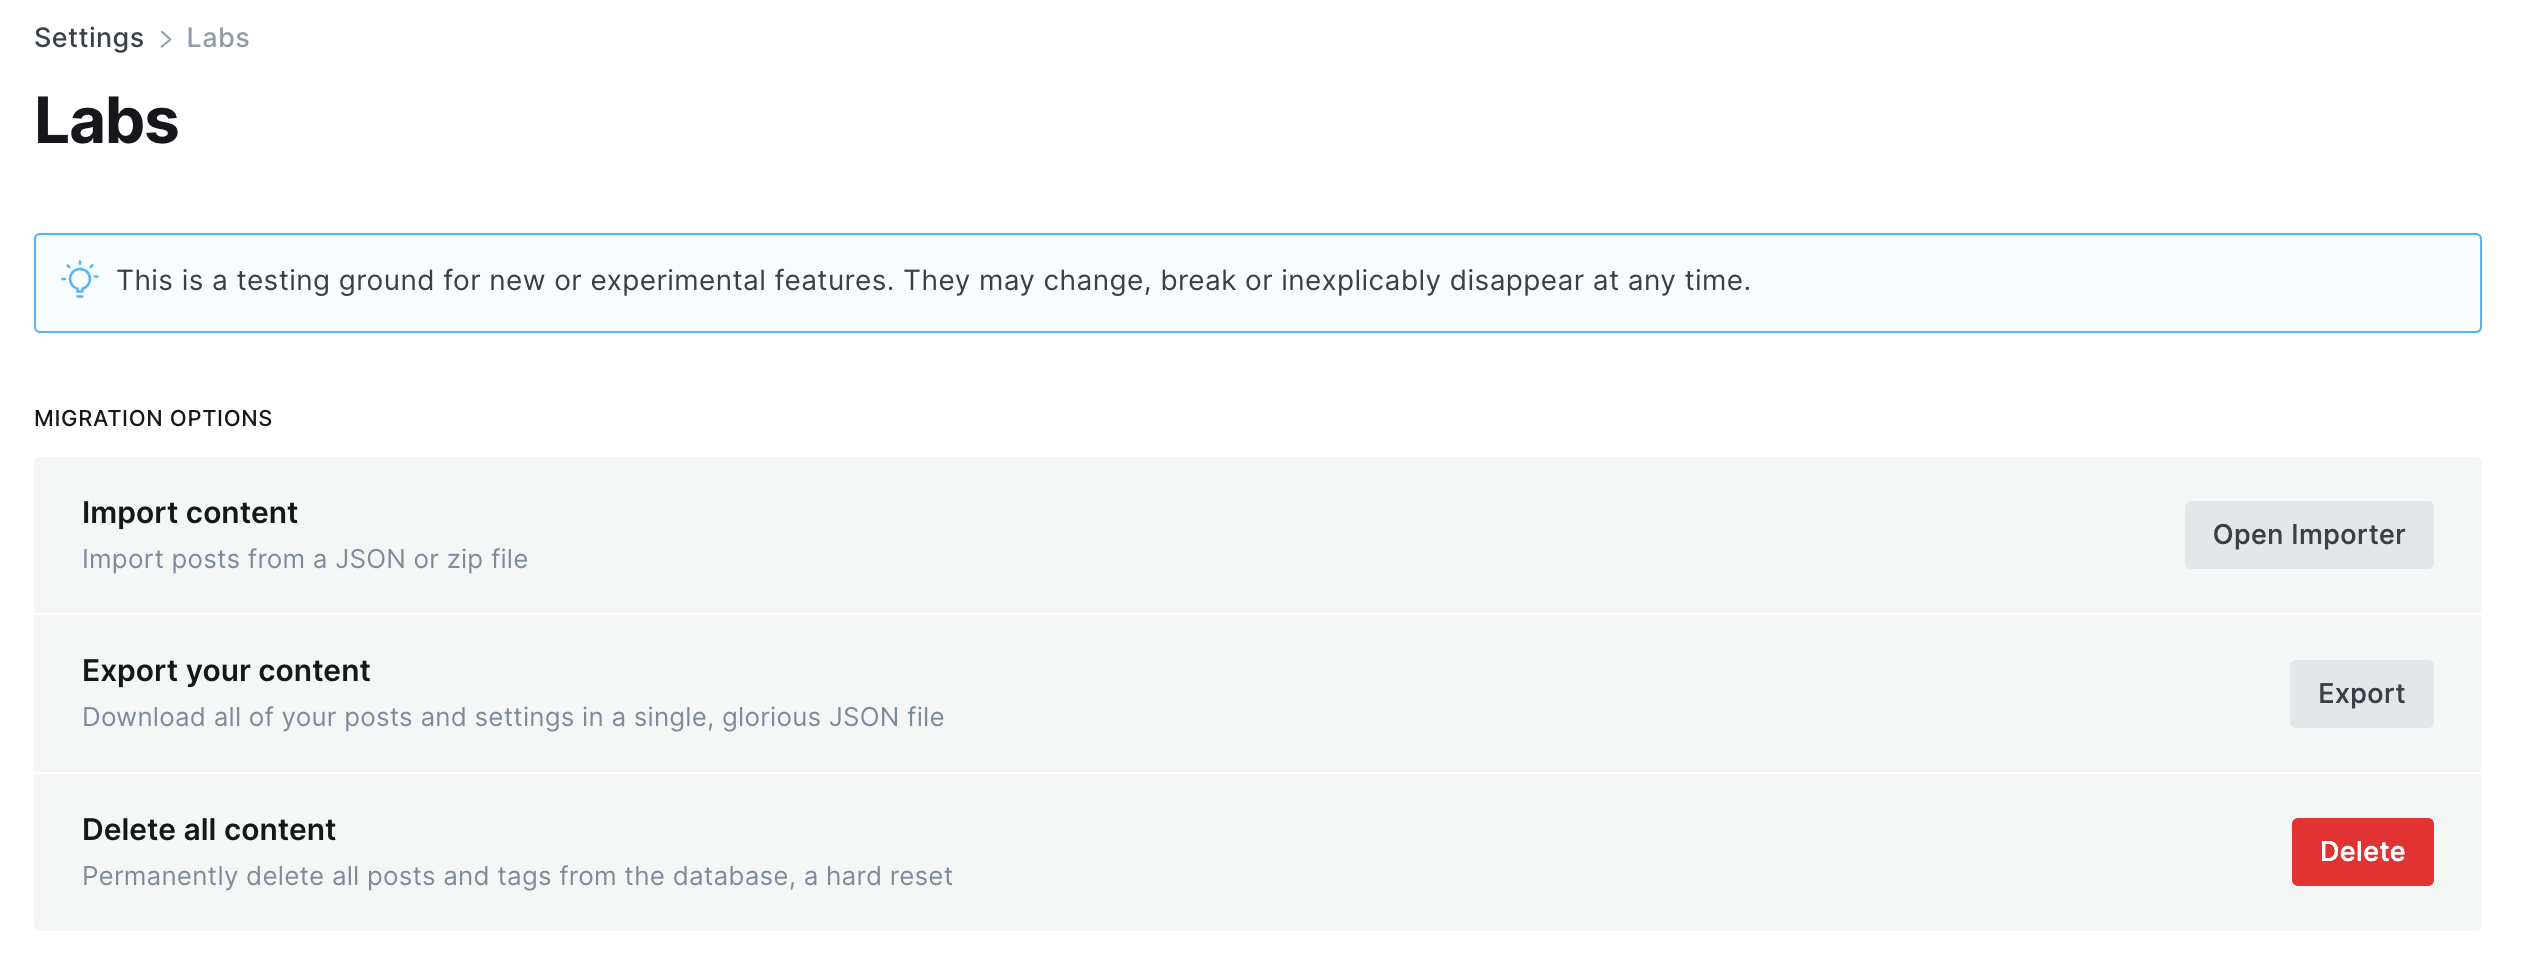 Settings > Labs
Labs
This is a testing ground for new or experimental features. They may change, break or inexplicably disappear at any time.
MIGRATION OPTIONS
Import content
Open Importer
Import posts from a JSON or zip file
Export your content
Export
Download all of your posts and settings in a single, glorious JSON file
Delete all content
Delete
Permanently delete all posts and tags from the database, a hard reset